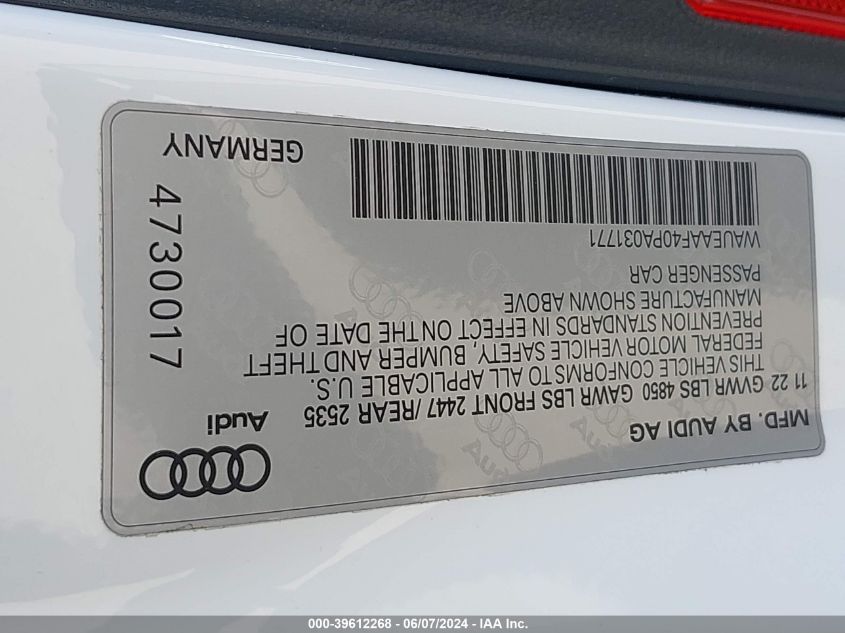 MFD. BY AUDI AG
11 22 GVWR LBS 4850 GAWR LBS FRONT 2447/REAR 2535
THIS VEHICLE CONFORMS TO ALL APPLICABLE U.S.
FEDERAL MOTOR VEHICLE SAFETY, BUMPER AND THEFT
PREVENTION STANDARDS IN EFFECT ON THE DATE OF
MANUFACTURE SHOWN ABOVE
PASSENGER CAR
WAUEAAF40PA031771
Audi
4730017
GERMANY
000-39612268 - 06/07/2024 - IAA Inc.